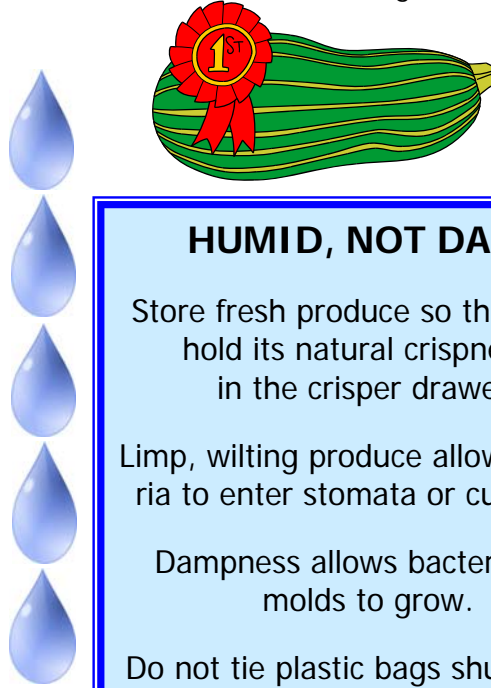 1ST
HUMID, NOT DA
Store fresh produce so th
hold its natural crispn
in the crisper drawe
Limp, wilting produce allow
ria to enter stomata or cu
Dampness allows bacter
molds to grow.
Do not tie plastic bags shu